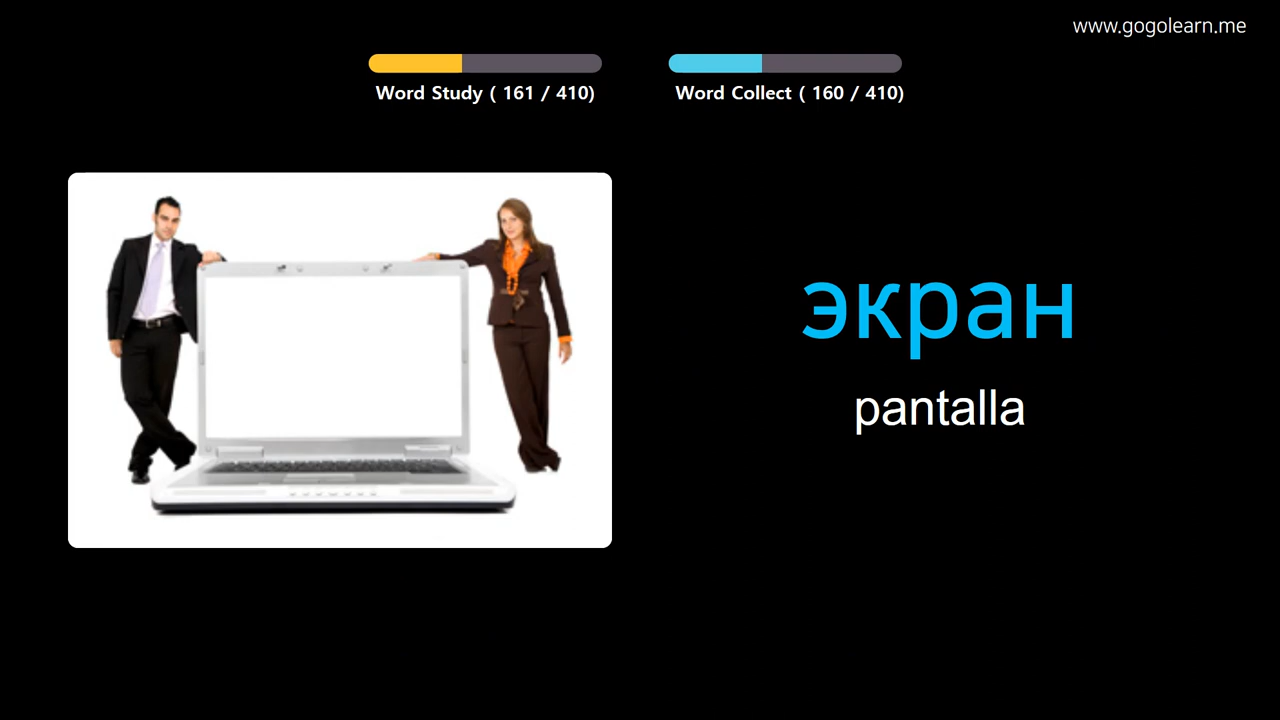 www.gogolearn.me
Word Study ( 161 / 410)
Word Collect ( 160 / 410)
экран
pantalla